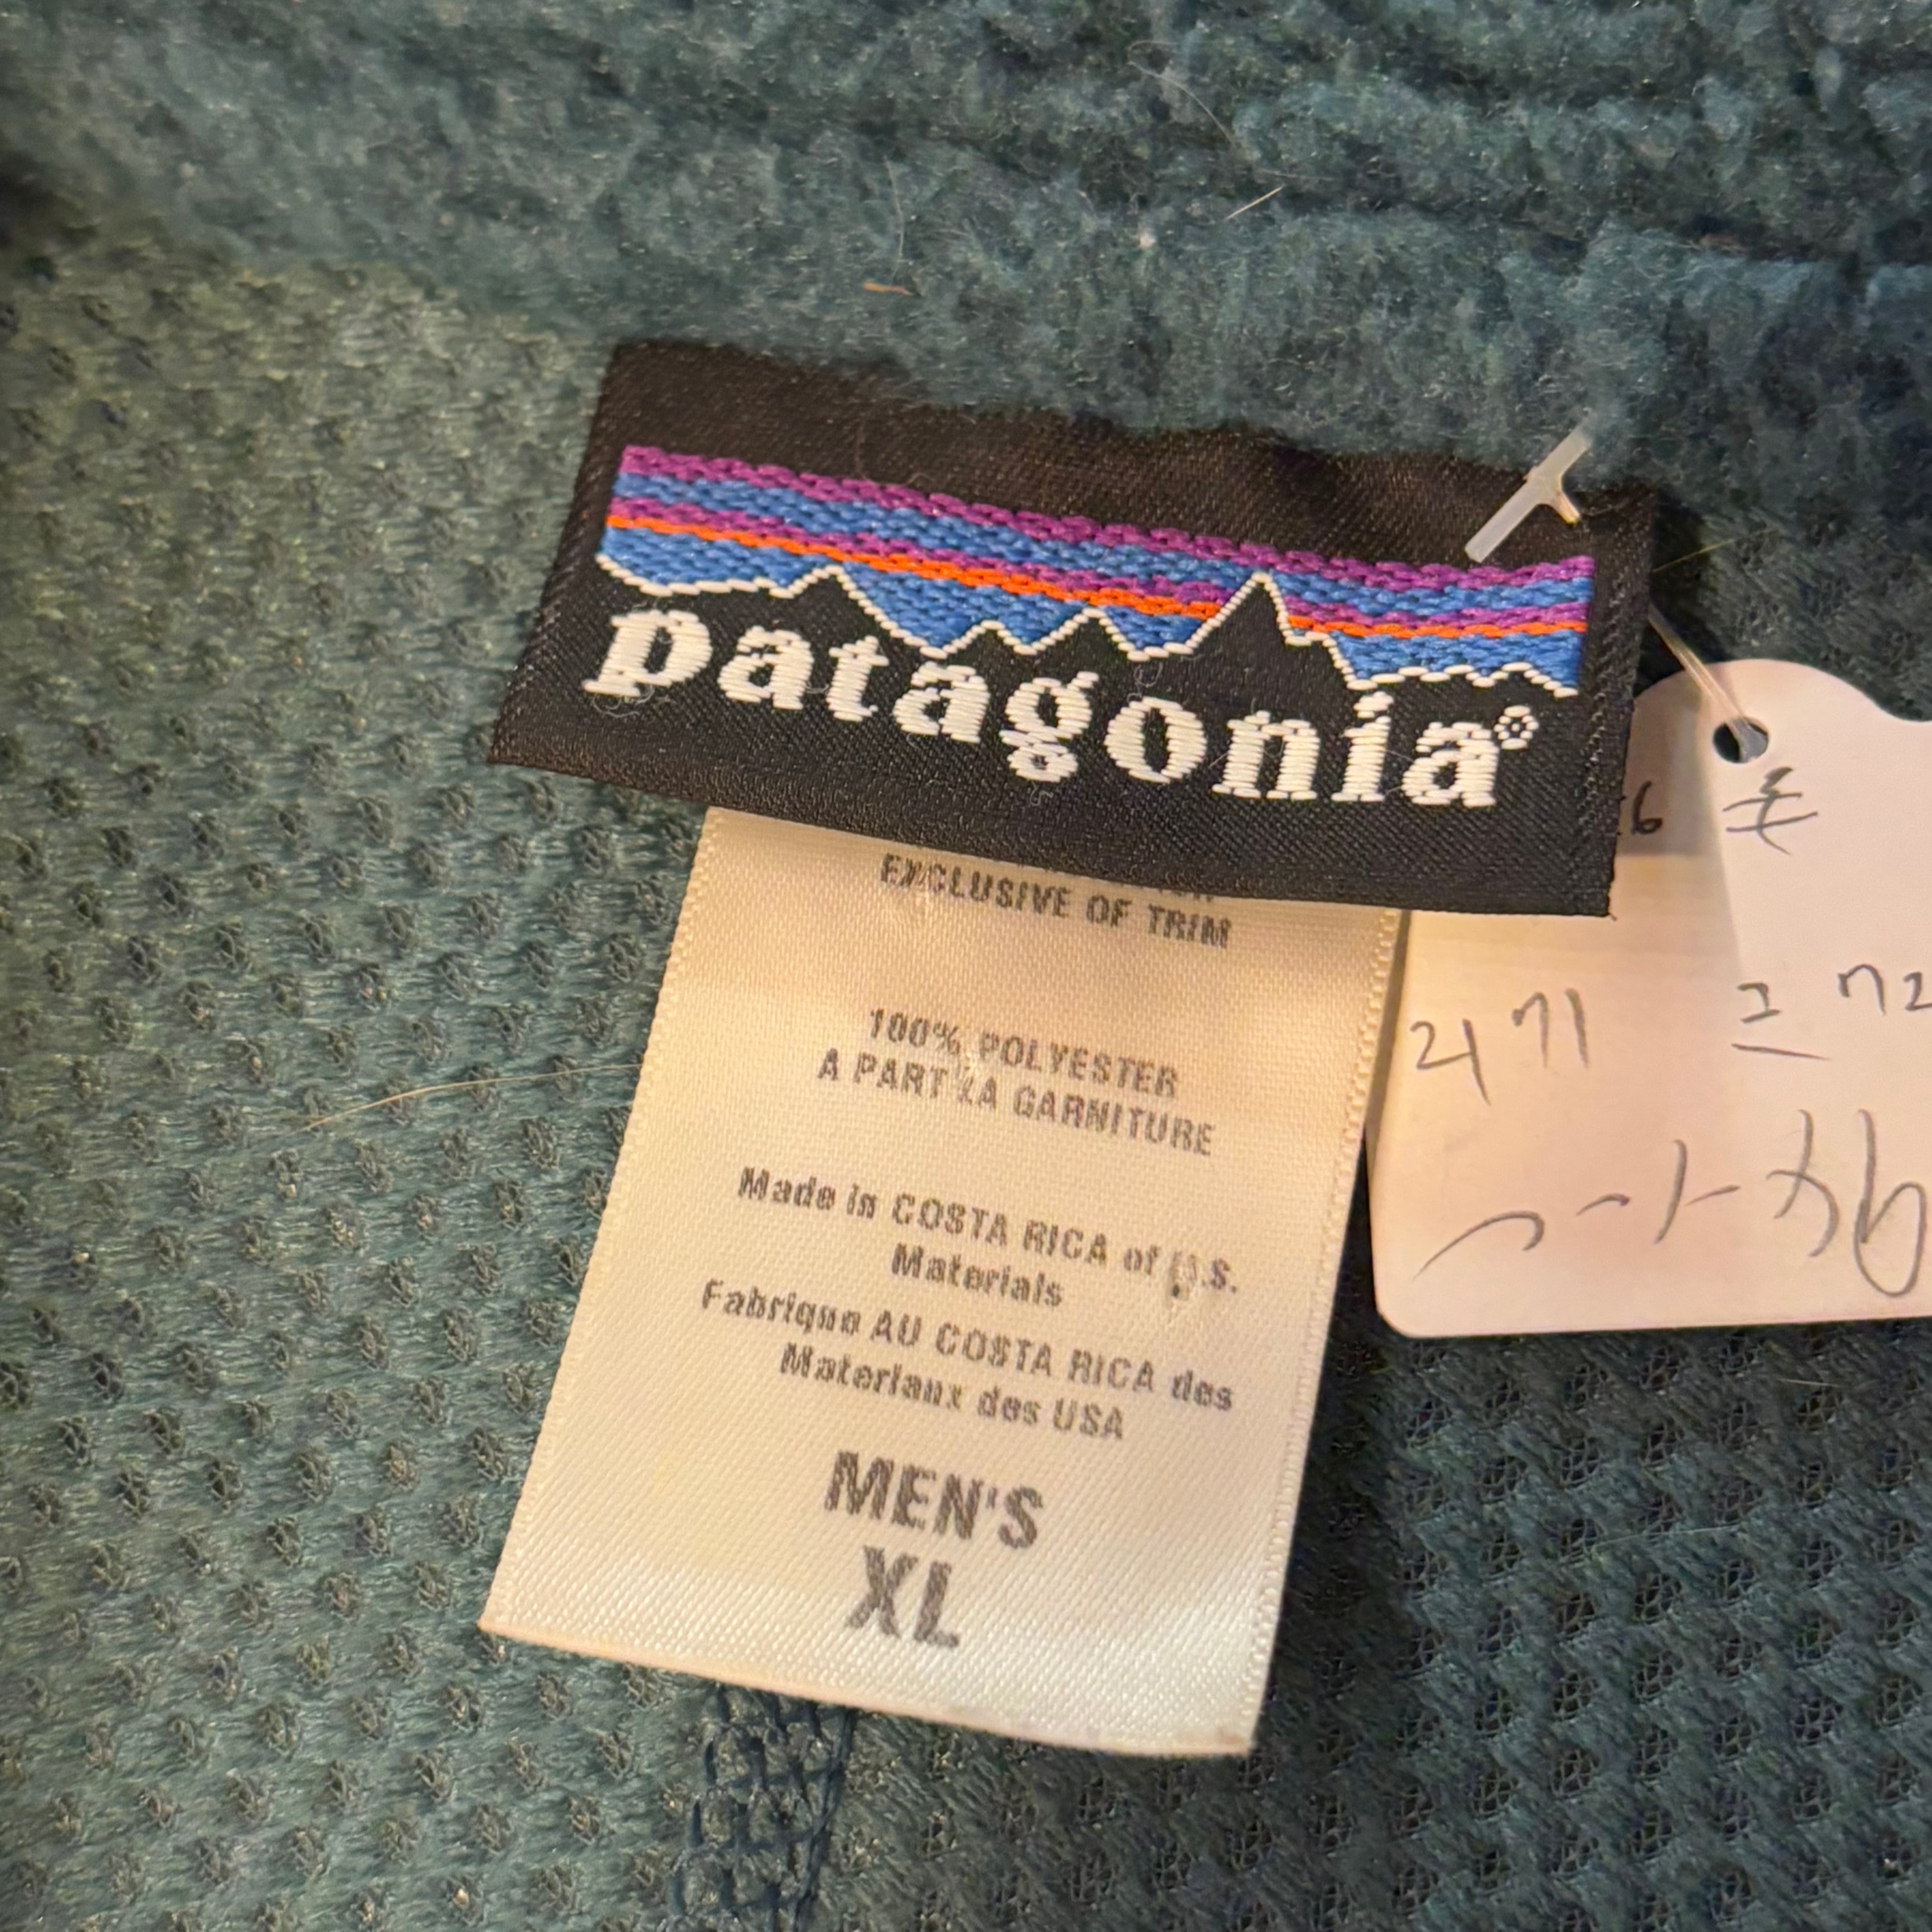 patagonia®
EXCLUSIVE OF TRIM
100% POLYESTER
A PART LA GARNITURE
Made in COSTA RICA of U.S.
Materials
Fabrique AU COSTA RICA des
Materiaux des USA
MEN'S
XL